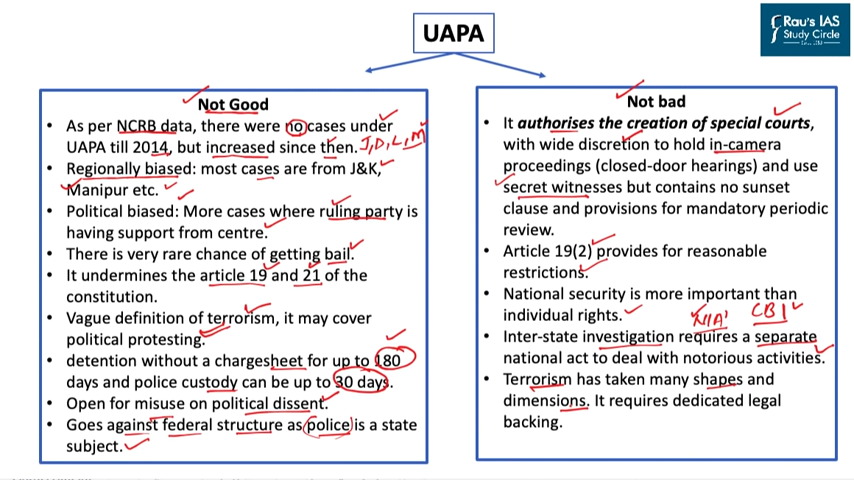 UAPA
Rau's IAS
Study Circle
Not Good
• As per NCRB data, there were no cases under
UAPA till 2014, but increased since then. J, D, L, M
• Regionally biased: most cases are from J&K,
Manipur etc.
• Political biased: More cases where ruling party is
having support from centre.
• There is very rare chance of getting bail.
• It undermines the article 19 and 21 of the
constitution.
• Vague definition of terrorism, it may cover
political protesting.
• detention without a chargesheet for up to 180
days and police custody can be up to 30 days.
• Open for misuse on political dissent.
• Goes against federal structure as police is a state
subject.
Not bad
• It authorises the creation of special courts,
with wide discretion to hold in-camera
proceedings (closed-door hearings) and use
secret witnesses but contains no sunset
clause and provisions for mandatory periodic
review.
• Article 19(2) provides for reasonable
restrictions.
• National security is more important than
individual rights.
NIA CBI
• Inter-state investigation requires a separate
national act to deal with notorious activities.
• Terrorism has taken many shapes and
dimensions. It requires dedicated legal
backing.